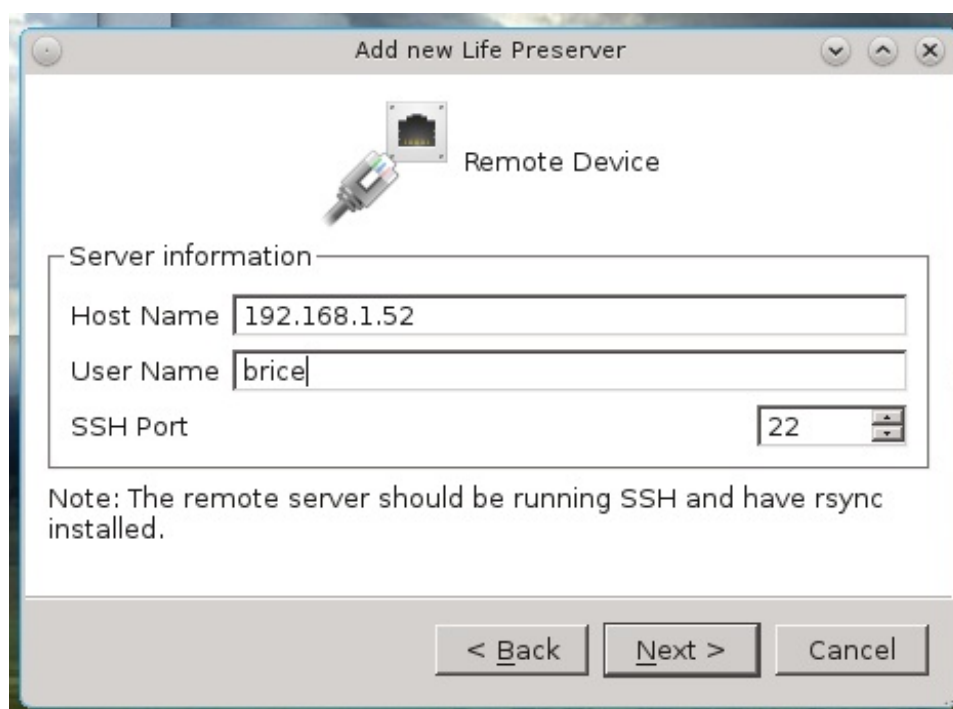 Add new Life Preserver
Remote Device
Server information
Host Name 192.168.1.52
User Name brice
SSH Port 22
Note: The remote server should be running SSH and have rsync
installed.
< Back Next > Cancel